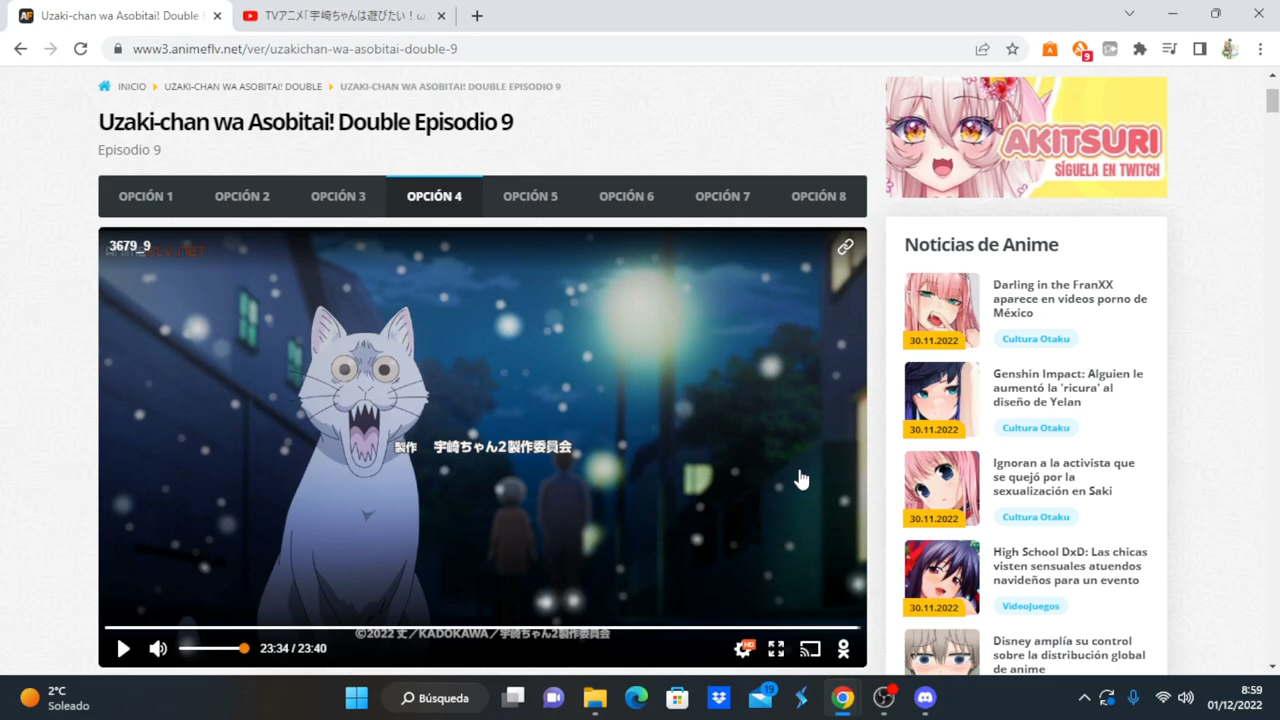 Uzaki-chan wa Asobitai! Double
TVアニメ「宇崎ちゃんは遊びたい！ω
www3.animeflv.net/ver/uzakichan-wa-asobitai-double-9
9
INICIO UZAKI-CHAN WA ASOBITAI! DOUBLE UZAKI-CHAN WA ASOBITAI! DOUBLE EPISODIO 9
Uzaki-chan wa Asobitai! Double Episodio 9
Episodio 9
OPCIÓN 1 OPCIÓN 2 OPCIÓN 3 OPCIÓN 4 OPCIÓN 5 OPCIÓN 6 OPCIÓN 7 OPCIÓN 8
3679_9
ANIMEFLV.NET
製作 宇崎ちゃん2製作委員会
©2022 丈／KADOKAWA／宇崎ちゃん2製作委員会
23:34 / 23:40
HD
AKITSURI
SÍGUELA EN TWITCH
Noticias de Anime
Darling in the FranXX
aparece en videos porno de
México
30.11.2022
Cultura Otaku
Genshin Impact: Alguien le
aumentó la 'ricura' al
diseño de Yelan
30.11.2022
Cultura Otaku
Ignoran a la activista que
se quejó por la
sexualización en Saki
30.11.2022
Cultura Otaku
High School DxD: Las chicas
visten sensuales atuendos
navideños para un evento
30.11.2022
VideoJuegos
Disney amplía su control
sobre la distribución global
de anime
2°C
Soleado
Búsqueda
19
8:59
01/12/2022